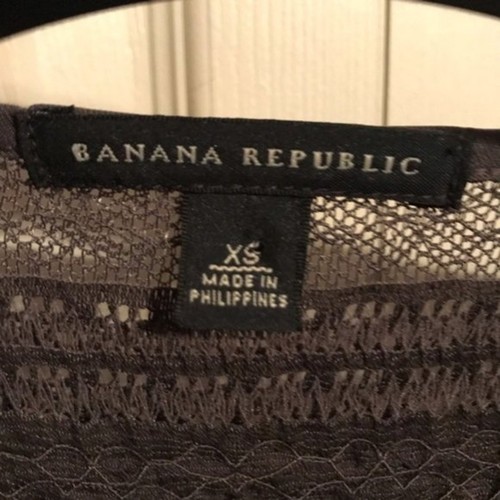 BANANA REPUBLIC
XS
MADE IN
PHILIPPINES